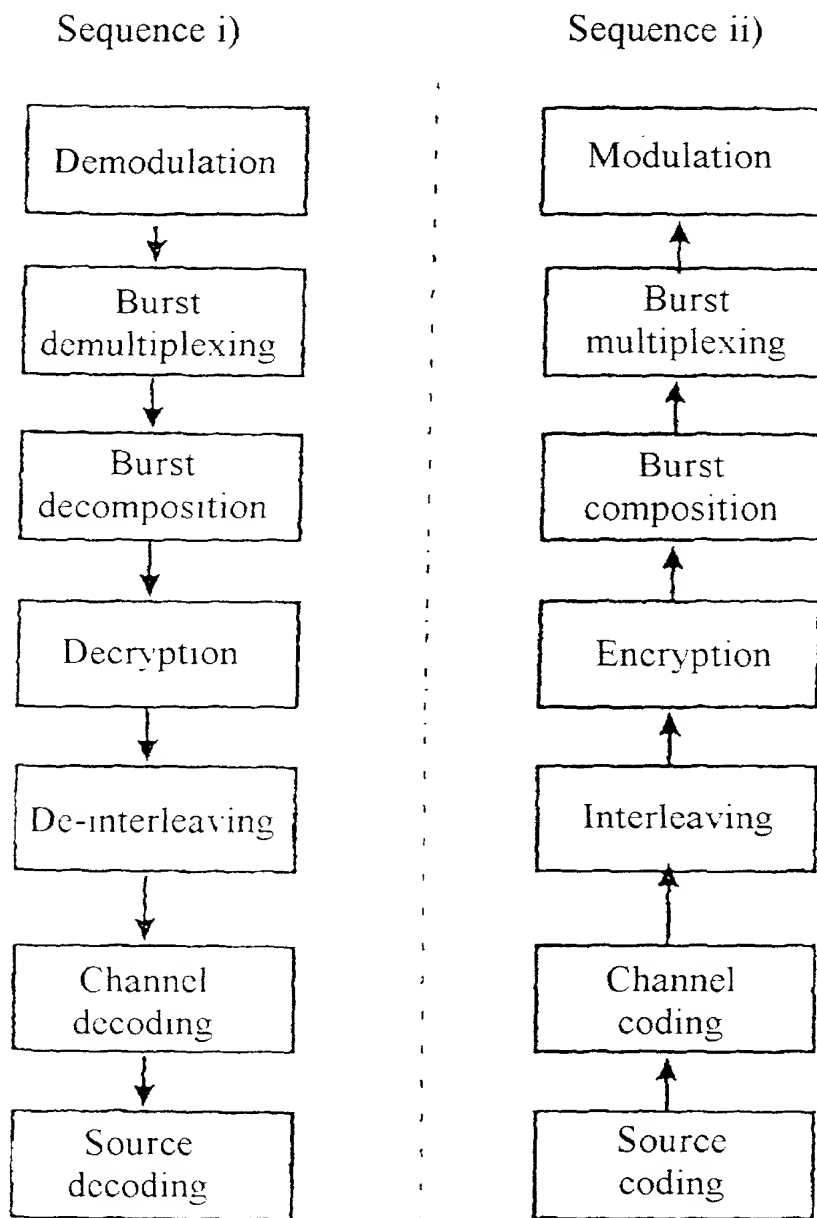 Sequence i)
Demodulation
Burst
demultiplexing
Burst
decomposition
Decryption
De-interleaving
Channel
decoding
Source
decoding
Sequence ii)
Modulation
Burst
multiplexing
Burst
composition
Encryption
Interleaving
Channel
coding
Source
coding